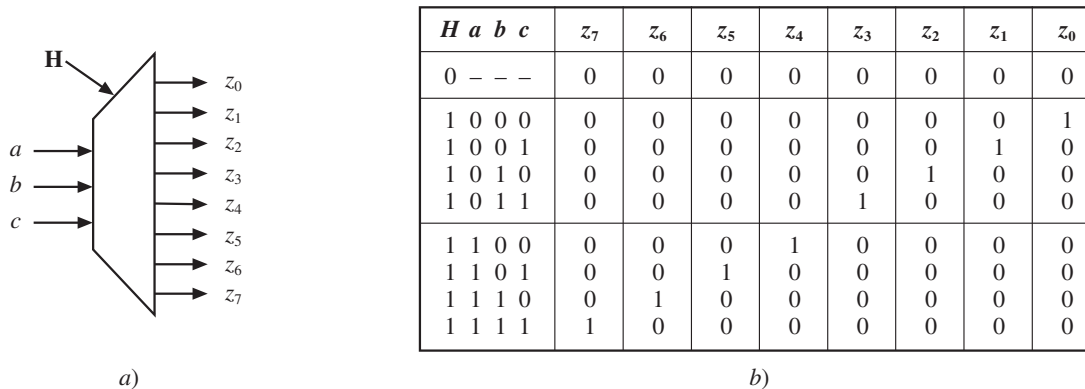 H
a
b
c
z0
z1
z2
z3
z4
z5
z6
z7
a)
H a b c z7 z6 z5 z4 z3 z2 z1 z0
0 – – – 0 0 0 0 0 0 0 0
1 0 0 0 0 0 0 0 0 0 0 1
1 0 0 1 0 0 0 0 0 0 1 0
1 0 1 0 0 0 0 0 0 1 0 0
1 0 1 1 0 0 0 0 1 0 0 0
1 1 0 0 0 0 0 1 0 0 0 0
1 1 0 1 0 0 1 0 0 0 0 0
1 1 1 0 0 1 0 0 0 0 0 0
1 1 1 1 1 0 0 0 0 0 0 0
b)